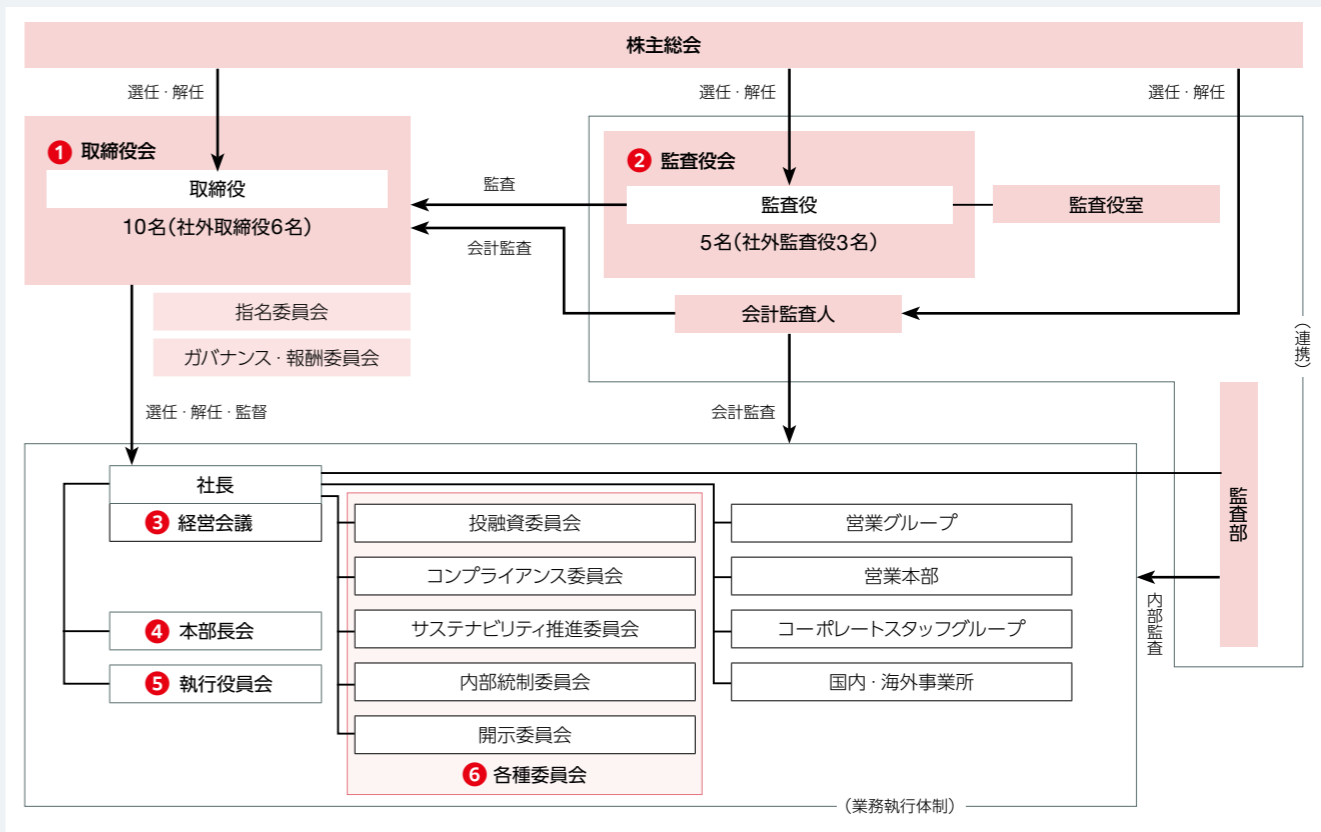 株主総会
選任・解任
選任・解任
選任・解任
1 取締役会
取締役
10名(社外取締役6名)
監査
会計監査
2 監査役会
監査役
5名(社外監査役3名)
監査役室
会計監査人
(連携)
指名委員会
ガバナンス・報酬委員会
選任・解任・監督
会計監査
社長
3 経営会議
4 本部長会
5 執行役員会
投融資委員会
コンプライアンス委員会
サステナビリティ推進委員会
内部統制委員会
開示委員会
6 各種委員会
営業グループ
営業本部
コーポレートスタッフグループ
国内・海外事業所
監査部
内部監査
(業務執行体制)